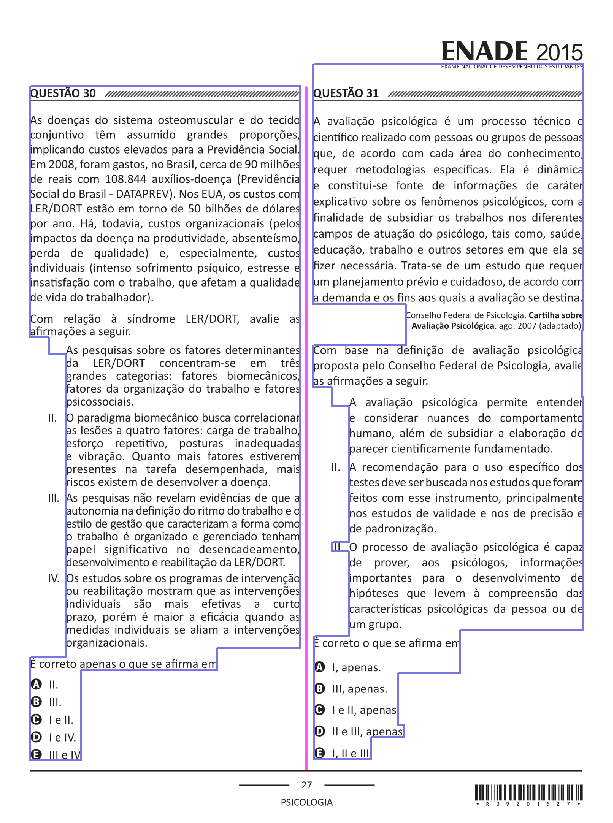 ENADE 2015
EXAME NACIONAL DE DESEMPENHO DOS ESTUDANTES
QUESTÃO 30
As doenças do sistema osteomuscular e do tecido
conjuntivo têm assumido grandes proporções,
implicando custos elevados para a Previdência Social.
Em 2008, foram gastos, no Brasil, cerca de 90 milhões
de reais com 108.844 auxílios-doença (Previdência
Social do Brasil - DATAPREV). Nos EUA, os custos com
LER/DORT estão em torno de 50 bilhões de dólares
por ano. Há, todavia, custos organizacionais (pelos
impactos da doença na produtividade, absenteísmo,
perda de qualidade) e, especialmente, custos
individuais (intenso sofrimento psíquico, estresse e
insatisfação com o trabalho, que afetam a qualidade
de vida do trabalhador).
Com relação à síndrome LER/DORT, avalie as
afirmações a seguir.
As pesquisas sobre os fatores determinantes
da LER/DORT concentram-se em três
grandes categorias: fatores biomecânicos,
fatores da organização do trabalho e fatores
psicossociais.
II. O paradigma biomecânico busca correlacionar
as lesões a quatro fatores: carga de trabalho,
esforço repetitivo, posturas inadequadas
e vibração. Quanto mais fatores estiverem
presentes na tarefa desempenhada, mais
riscos existem de desenvolver a doença.
III. As pesquisas não revelam evidências de que a
autonomia na definição do ritmo do trabalho e o
estilo de gestão que caracterizam a forma como
o trabalho é organizado e gerenciado tenham
papel significativo no desencadeamento,
desenvolvimento e reabilitação da LER/DORT.
IV. Os estudos sobre os programas de intervenção
ou reabilitação mostram que as intervenções
individuais são mais efetivas a curto
prazo, porém é maior a eficácia quando as
medidas individuais se aliam a intervenções
organizacionais.
É correto apenas o que se afirma em
A II.
B III.
C I e II.
D I e IV.
E III e IV
QUESTÃO 31
A avaliação psicológica é um processo técnico e
científico realizado com pessoas ou grupos de pessoas
que, de acordo com cada área do conhecimento,
requer metodologias específicas. Ela é dinâmica
e constitui-se fonte de informações de caráter
explicativo sobre os fenômenos psicológicos, com a
finalidade de subsidiar os trabalhos nos diferentes
campos de atuação do psicólogo, tais como, saúde,
educação, trabalho e outros setores em que ela se
fizer necessária. Trata-se de um estudo que requer
um planejamento prévio e cuidadoso, de acordo com
a demanda e os fins aos quais a avaliação se destina.
Conselho Federal de Psicologia. Cartilha sobre
Avaliação Psicológica. ago. 2007 (adaptado)
Com base na definição de avaliação psicológica
proposta pelo Conselho Federal de Psicologia, avalie
as afirmações a seguir.
A avaliação psicológica permite entender
e considerar nuances do comportamento
humano, além de subsidiar a elaboração de
parecer cientificamente fundamentado.
II. A recomendação para o uso específico dos
testes deve ser buscada nos estudos que foram
feitos com esse instrumento, principalmente
nos estudos de validade e nos de precisão e
de padronização.
III. O processo de avaliação psicológica é capaz
de prover, aos psicólogos, informações
importantes para o desenvolvimento de
hipóteses que levem à compreensão das
características psicológicas da pessoa ou de
um grupo.
É correto o que se afirma em
A I, apenas.
B III, apenas.
C I e II, apenas
D II e III, apenas
E I, II e III
27
PSICOLOGIA
*R39201527*